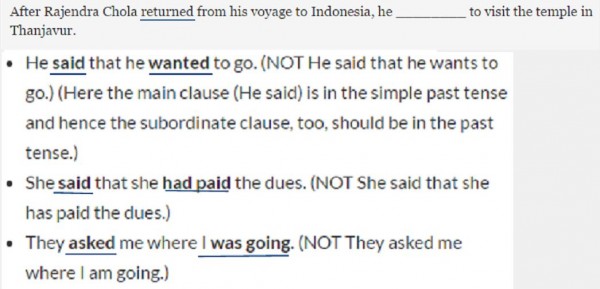 After Rajendra Chola returned from his voyage to Indonesia, he __________ to visit the temple in
Thanjavur.
• He said that he wanted to go. (NOT He said that he wants to
go.) (Here the main clause (He said) is in the simple past tense
and hence the subordinate clause, too, should be in the past
tense.)
• She said that she had paid the dues. (NOT She said that she
has paid the dues.)
• They asked me where I was going. (NOT They asked me
where I am going.)